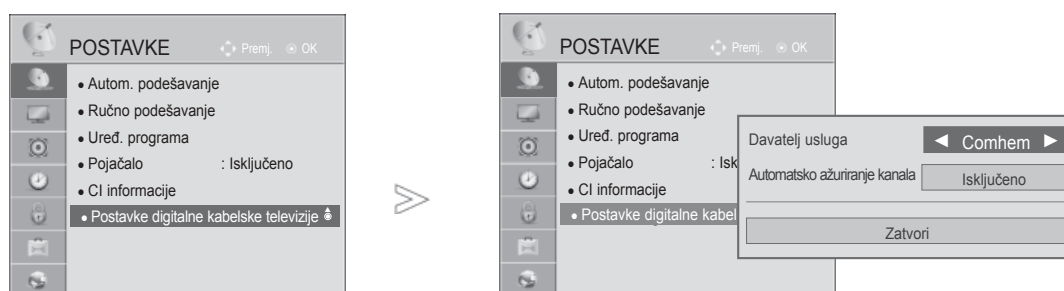 POSTAVKE Premj. OK
• Autom. podešavanje
• Ručno podešavanje
• Uređ. programa
• Pojačalo : Isključeno
• CI informacije
• Postavke digitalne kabelske televizije
POSTAVKE Premj. OK
• Autom. podešavanje
• Ručno podešavanje
• Uređ. programa
• Pojačalo : Isk
• CI informacije
• Postavke digitalne kabel
Davatelj usluga ◄ Comhem ►
Automatsko ažuriranje kanala Isključeno
Zatvori